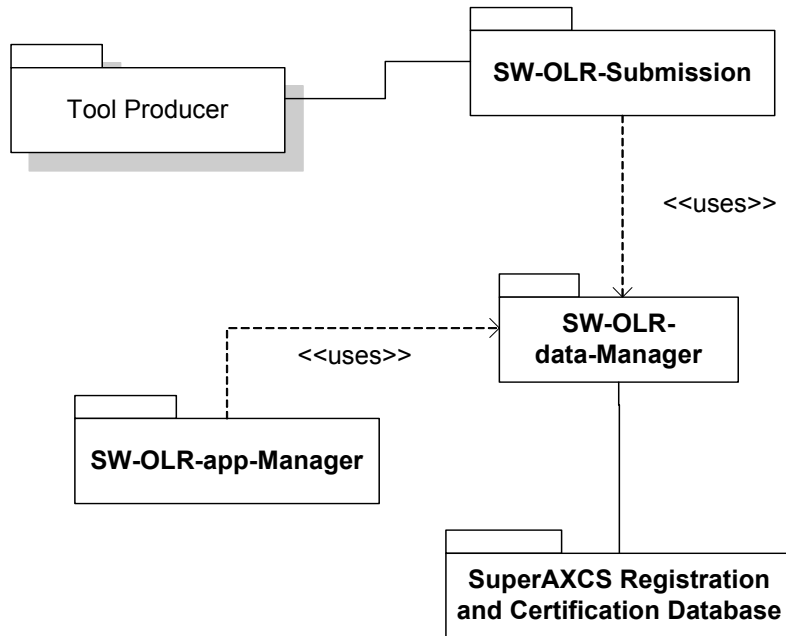 SW-OLR-Submission
Tool Producer
<<uses>>
SW-OLR-
data-Manager
<<uses>>
SW-OLR-app-Manager
SuperAXCS Registration
and Certification Database